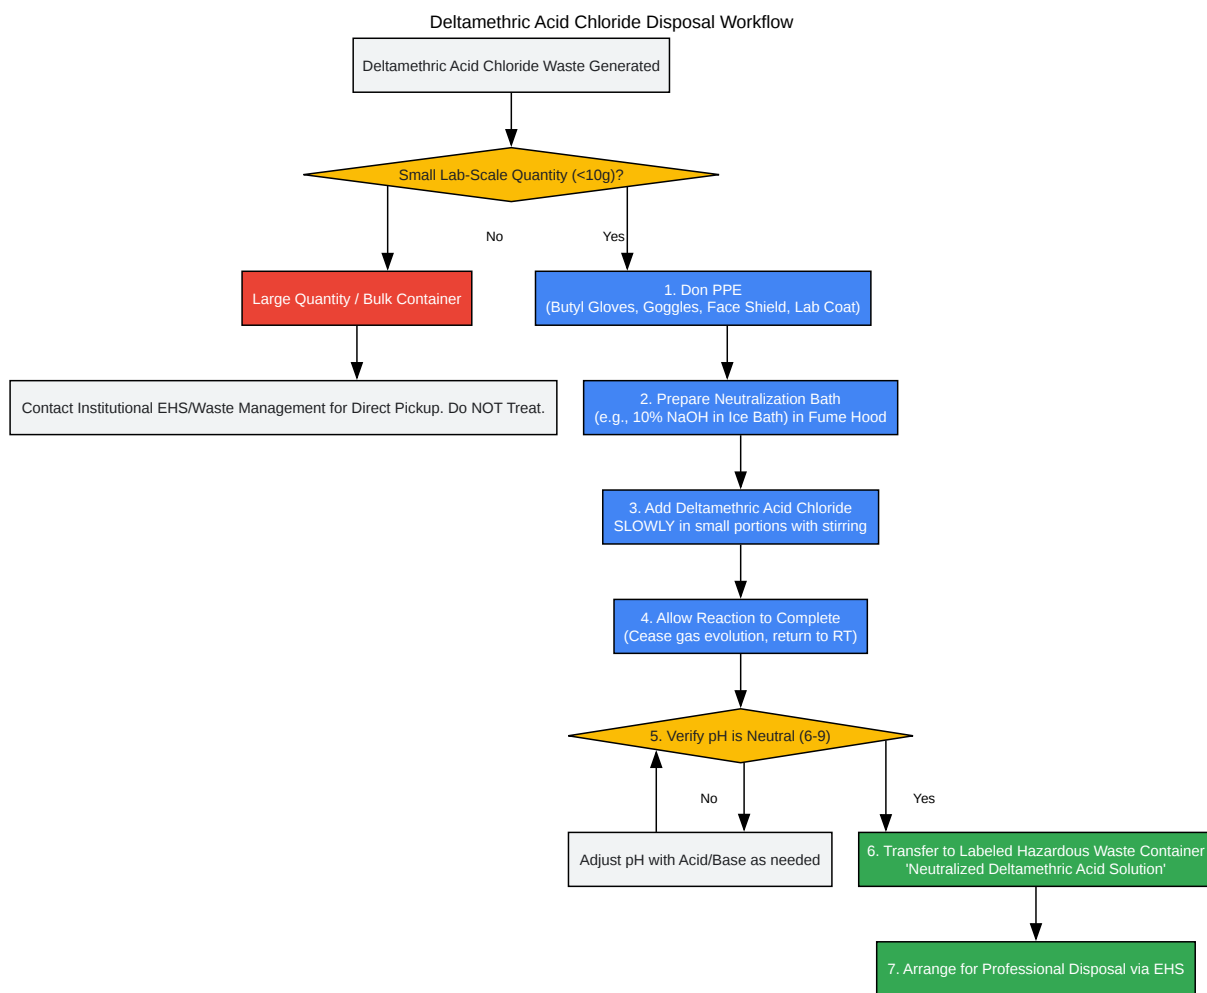 Deltamethric Acid Chloride Disposal Workflow
Deltamethric Acid Chloride Waste Generated
Small Lab-Scale Quantity (<10g)?
No
Yes
Large Quantity / Bulk Container
1. Don PPE
(Butyl Gloves, Goggles, Face Shield, Lab Coat)
Contact Institutional EHS/Waste Management for Direct Pickup. Do NOT Treat.
2. Prepare Neutralization Bath
(e.g., 10% NaOH in Ice Bath) in Fume Hood
3. Add Deltamethric Acid Chloride
SLOWLY in small portions with stirring
4. Allow Reaction to Complete
(Cease gas evolution, return to RT)
5. Verify pH is Neutral (6-9)
No
Yes
Adjust pH with Acid/Base as needed
6. Transfer to Labeled Hazardous Waste Container
'Neutralized Deltamethric Acid Solution'
7. Arrange for Professional Disposal via EHS